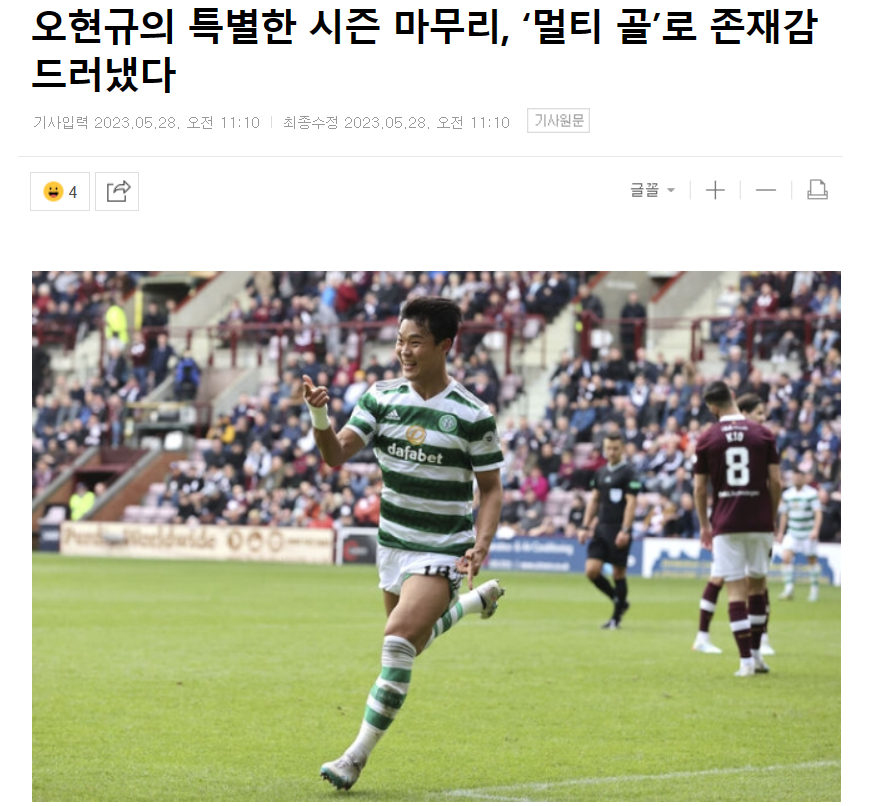 오현규의 특별한 시즌 마무리, ‘멀티 골’로 존재감
드러냈다
기사입력 2023.05.28. 오전 11:10 최종수정 2023.05.28. 오전 11:10 기사원문
4 글꼴
dafabet
8